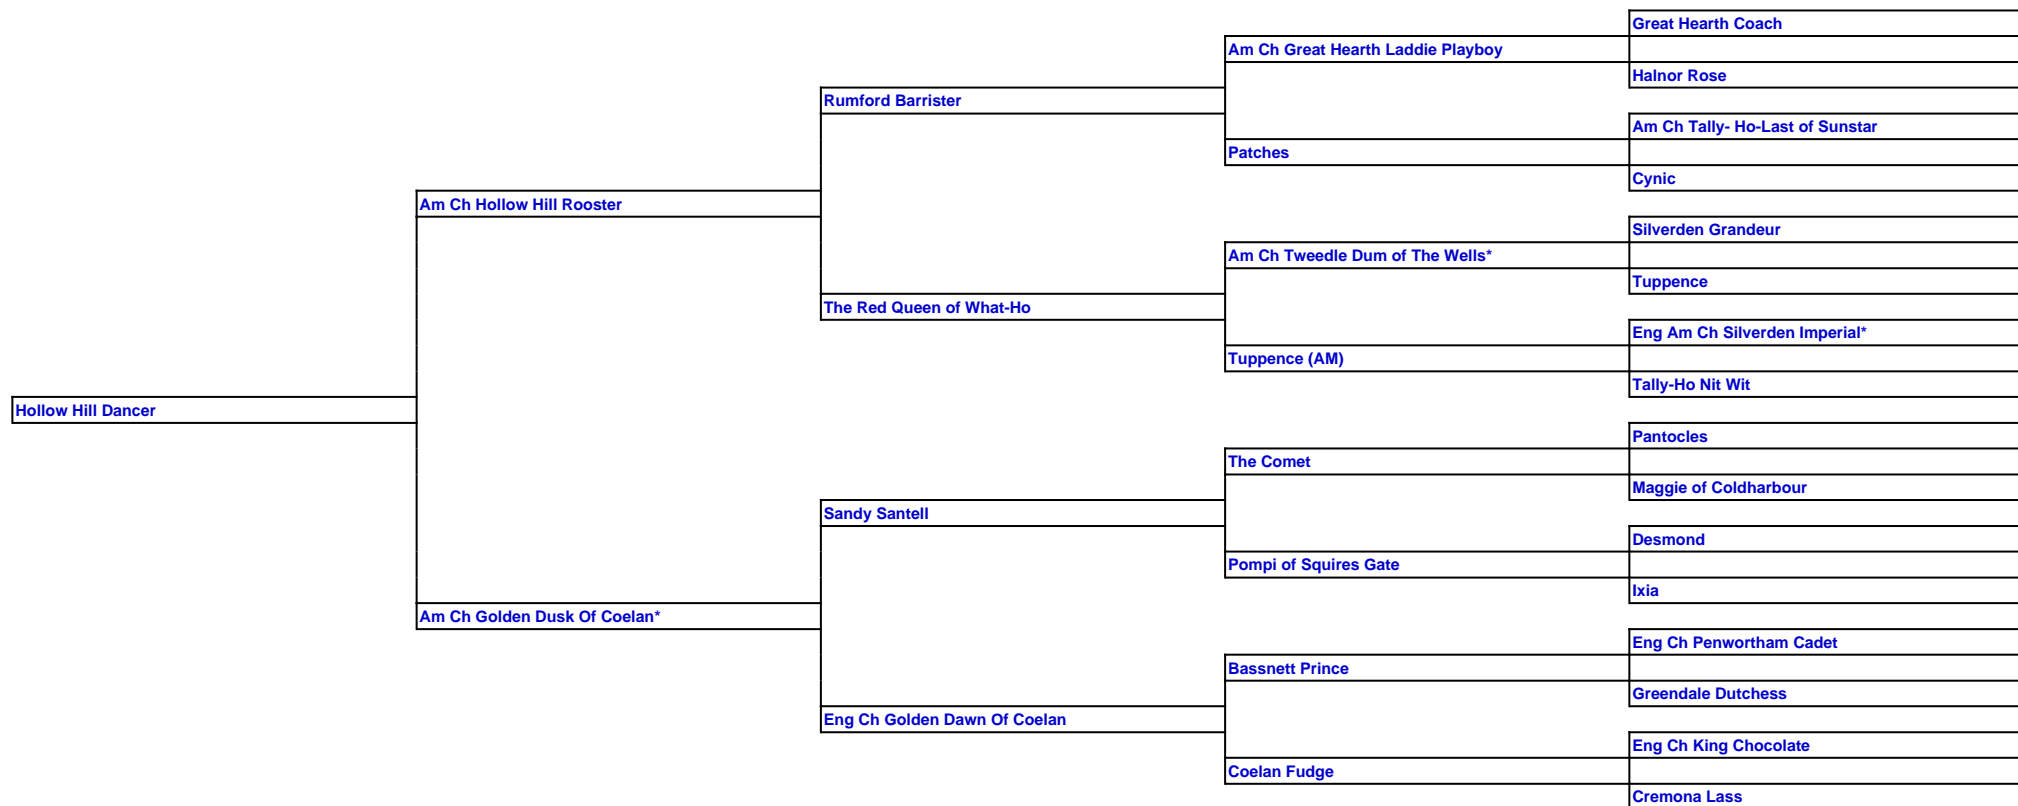 Great Hearth Coach
Am Ch Great Hearth Laddie Playboy
Halnor Rose
Rumford Barrister
Am Ch Tally- Ho-Last of Sunstar
Patches
Cynic
Am Ch Hollow Hill Rooster
Silverden Grandeur
Am Ch Tweedle Dum of The Wells*
Tuppence
The Red Queen of What-Ho
Eng Am Ch Silverden Imperial*
Tuppence (AM)
Tally-Ho Nit Wit
Hollow Hill Dancer
Pantocles
The Comet
Maggie of Coldharbour
Sandy Santell
Desmond
Pompi of Squires Gate
Ixia
Am Ch Golden Dusk Of Coelan*
Eng Ch Penwortham Cadet
Bassnett Prince
Greendale Dutchess
Eng Ch Golden Dawn Of Coelan
Eng Ch King Chocolate
Coelan Fudge
Cremona Lass